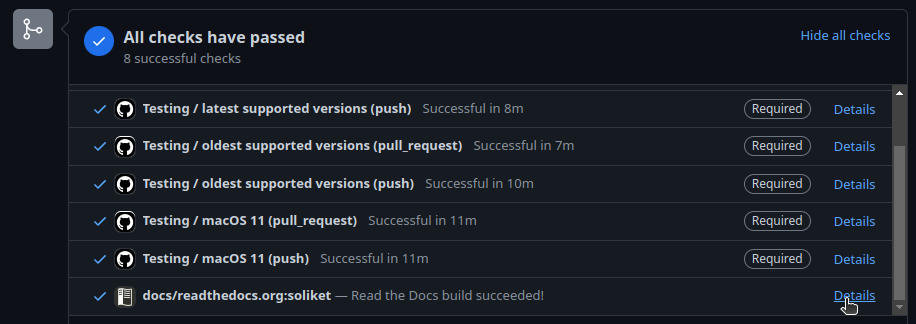 All checks have passed
Hide all checks
8 successful checks
Testing / latest supported versions (push) Successful in 8m Required Details
Testing / oldest supported versions (pull_request) Successful in 7m Required Details
Testing / oldest supported versions (push) Successful in 10m Required Details
Testing / macOS 11 (pull_request) Successful in 11m Required Details
Testing / macOS 11 (push) Successful in 11m Required Details
docs/readthedocs.org:soliket — Read the Docs build succeeded! Details